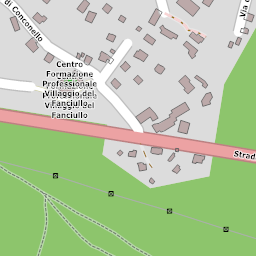 di Conconello
Via d
Centro
Formazione
Professionale
Villaggio del
Fanciullo
Villaggio del
Fanciullo
Strad